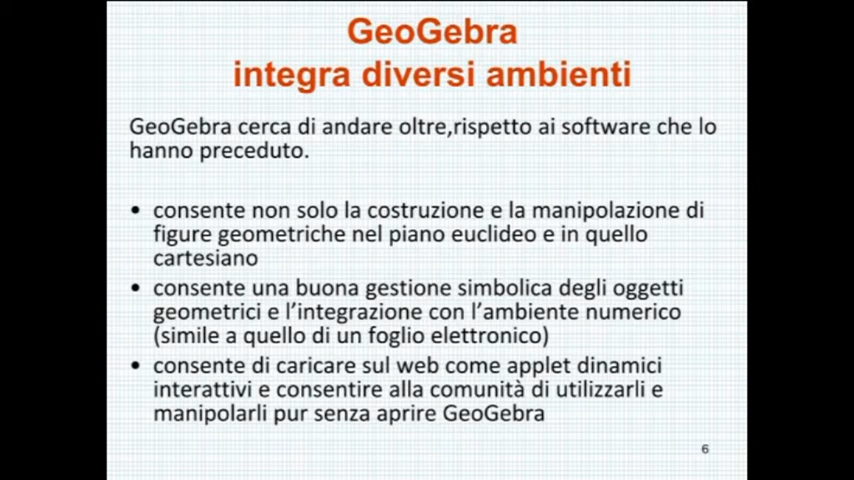 GeoGebra
integra diversi ambienti
GeoGebra cerca di andare oltre,rispetto ai software che lo
hanno preceduto.
• consente non solo la costruzione e la manipolazione di
figure geometriche nel piano euclideo e in quello
cartesiano
• consente una buona gestione simbolica degli oggetti
geometrici e l’integrazione con l’ambiente numerico
(simile a quello di un foglio elettronico)
• consente di caricare sul web come applet dinamici
interattivi e consentire alla comunità di utilizzarli e
manipolarli pur senza aprire GeoGebra
6